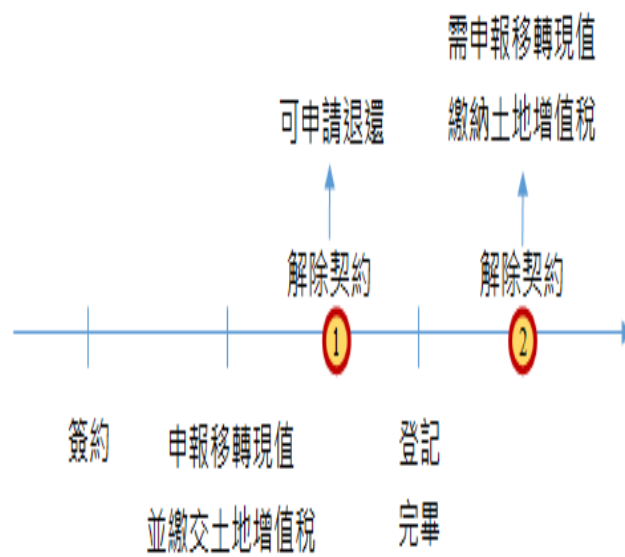 需申報移轉現值
繳納土地增值稅
可申請退還
解除契約
解除契約
1
2
簽約
申報移轉現值
並繳交土地增值稅
登記
完畢